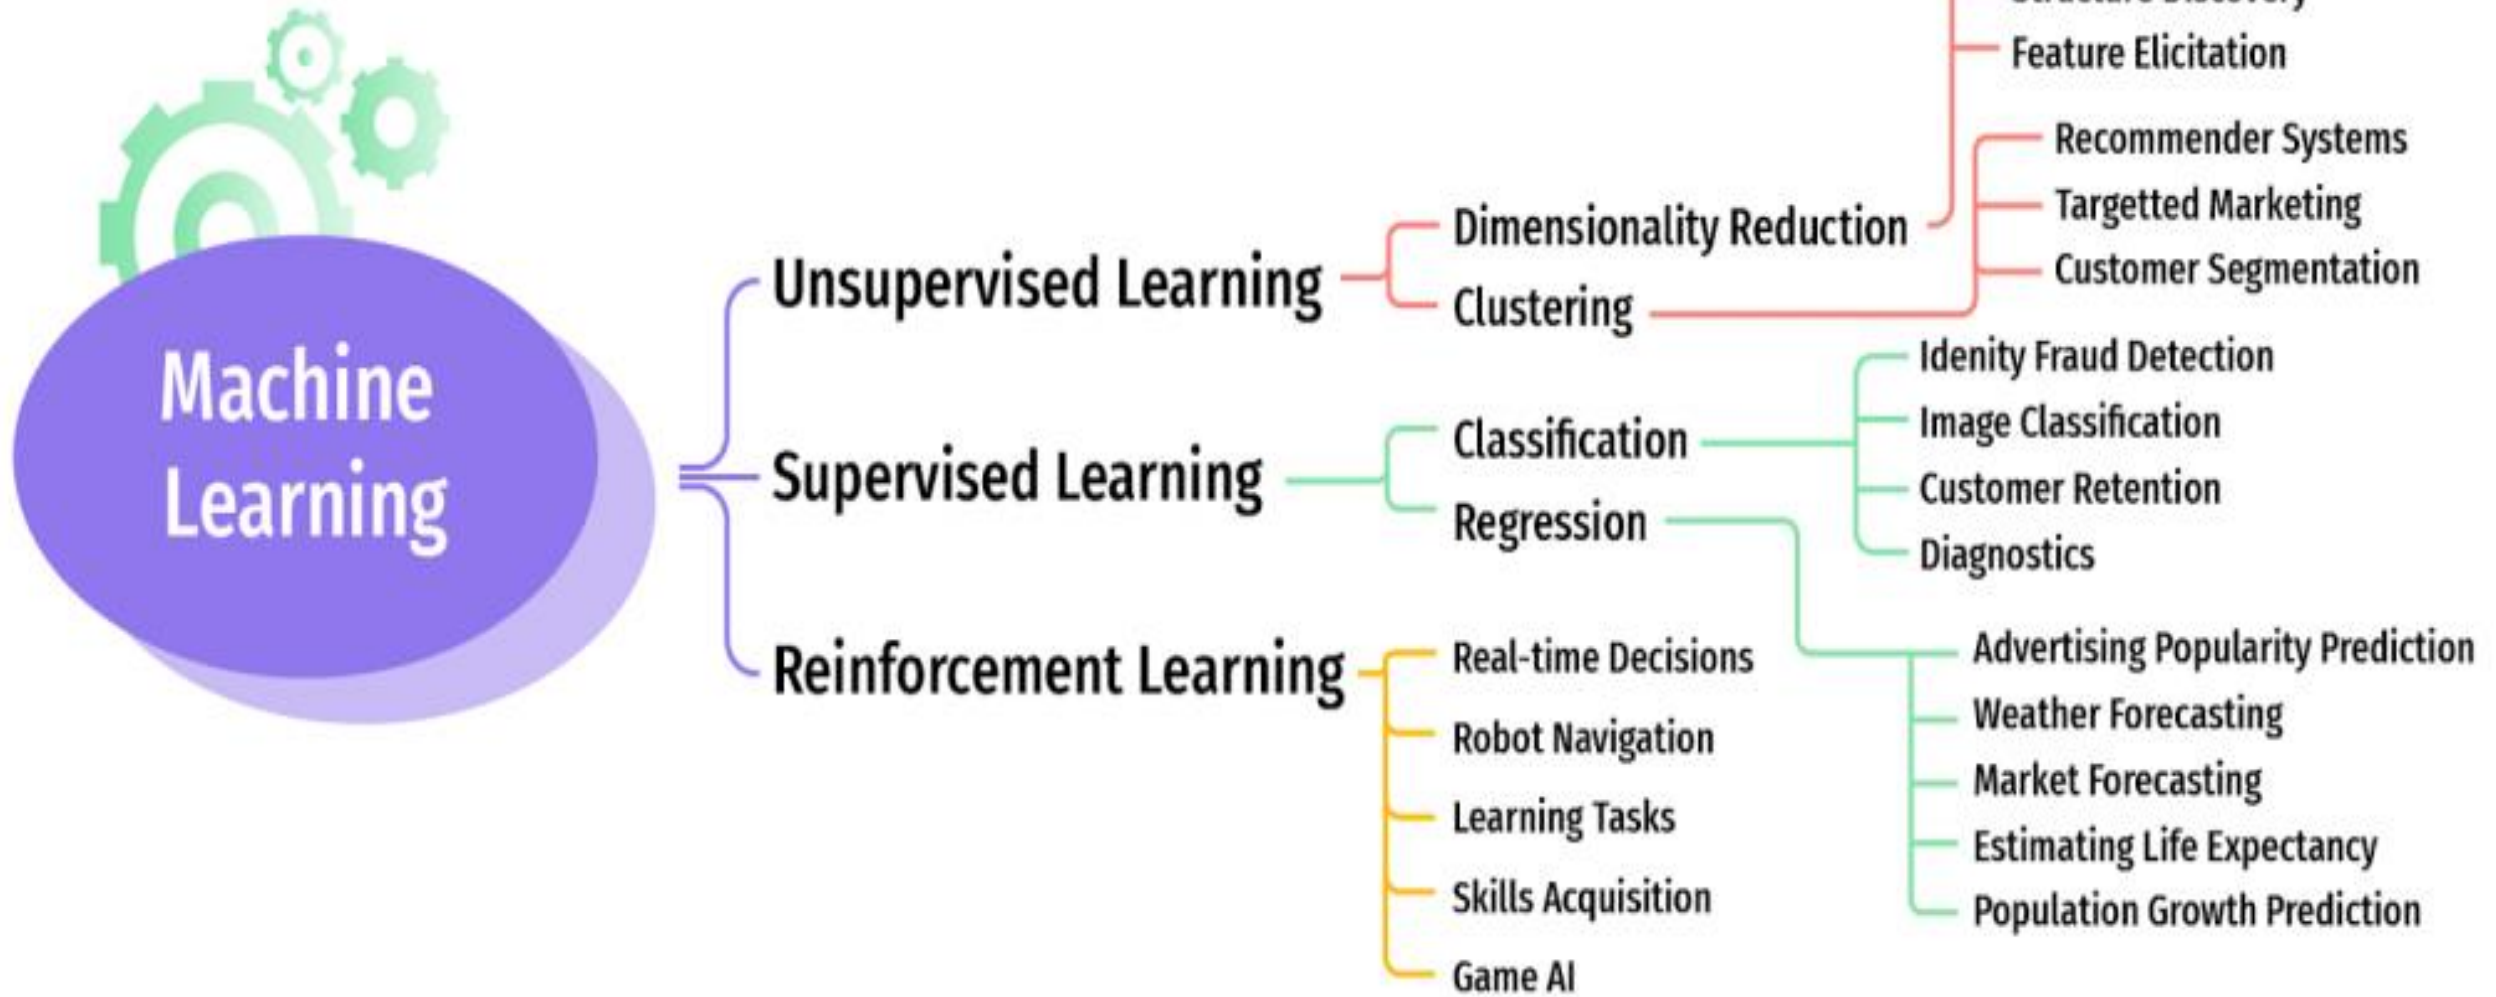 Structure Discovery
Feature Elicitation
Recommender Systems
Targetted Marketing
Customer Segmentation
Dimensionality Reduction
Clustering
Unsupervised Learning
Machine
Learning
Supervised Learning
Classification
Regression
Idenity Fraud Detection
Image Classification
Customer Retention
Diagnostics
Reinforcement Learning
Real-time Decisions
Robot Navigation
Learning Tasks
Skills Acquisition
Game AI
Advertising Popularity Prediction
Weather Forecasting
Market Forecasting
Estimating Life Expectancy
Population Growth Prediction